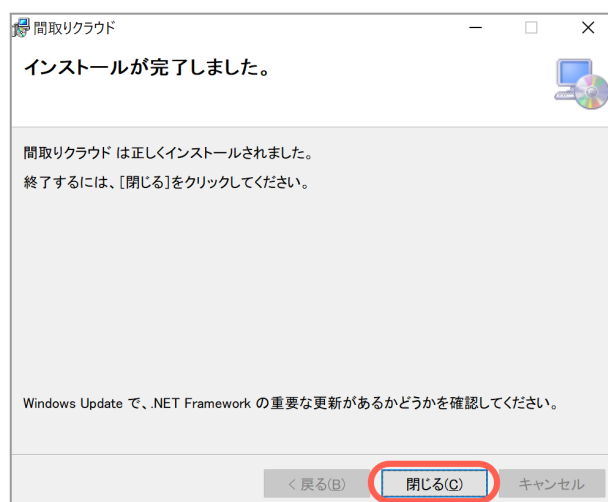 間取りクラウド
インストールが完了しました。
間取りクラウド は正しくインストールされました。
終了するには、[閉じる]をクリックしてください。
Windows Update で、.NET Framework の重要な更新があるかどうかを確認してください。
< 戻る(B) 閉じる(C) キャンセル